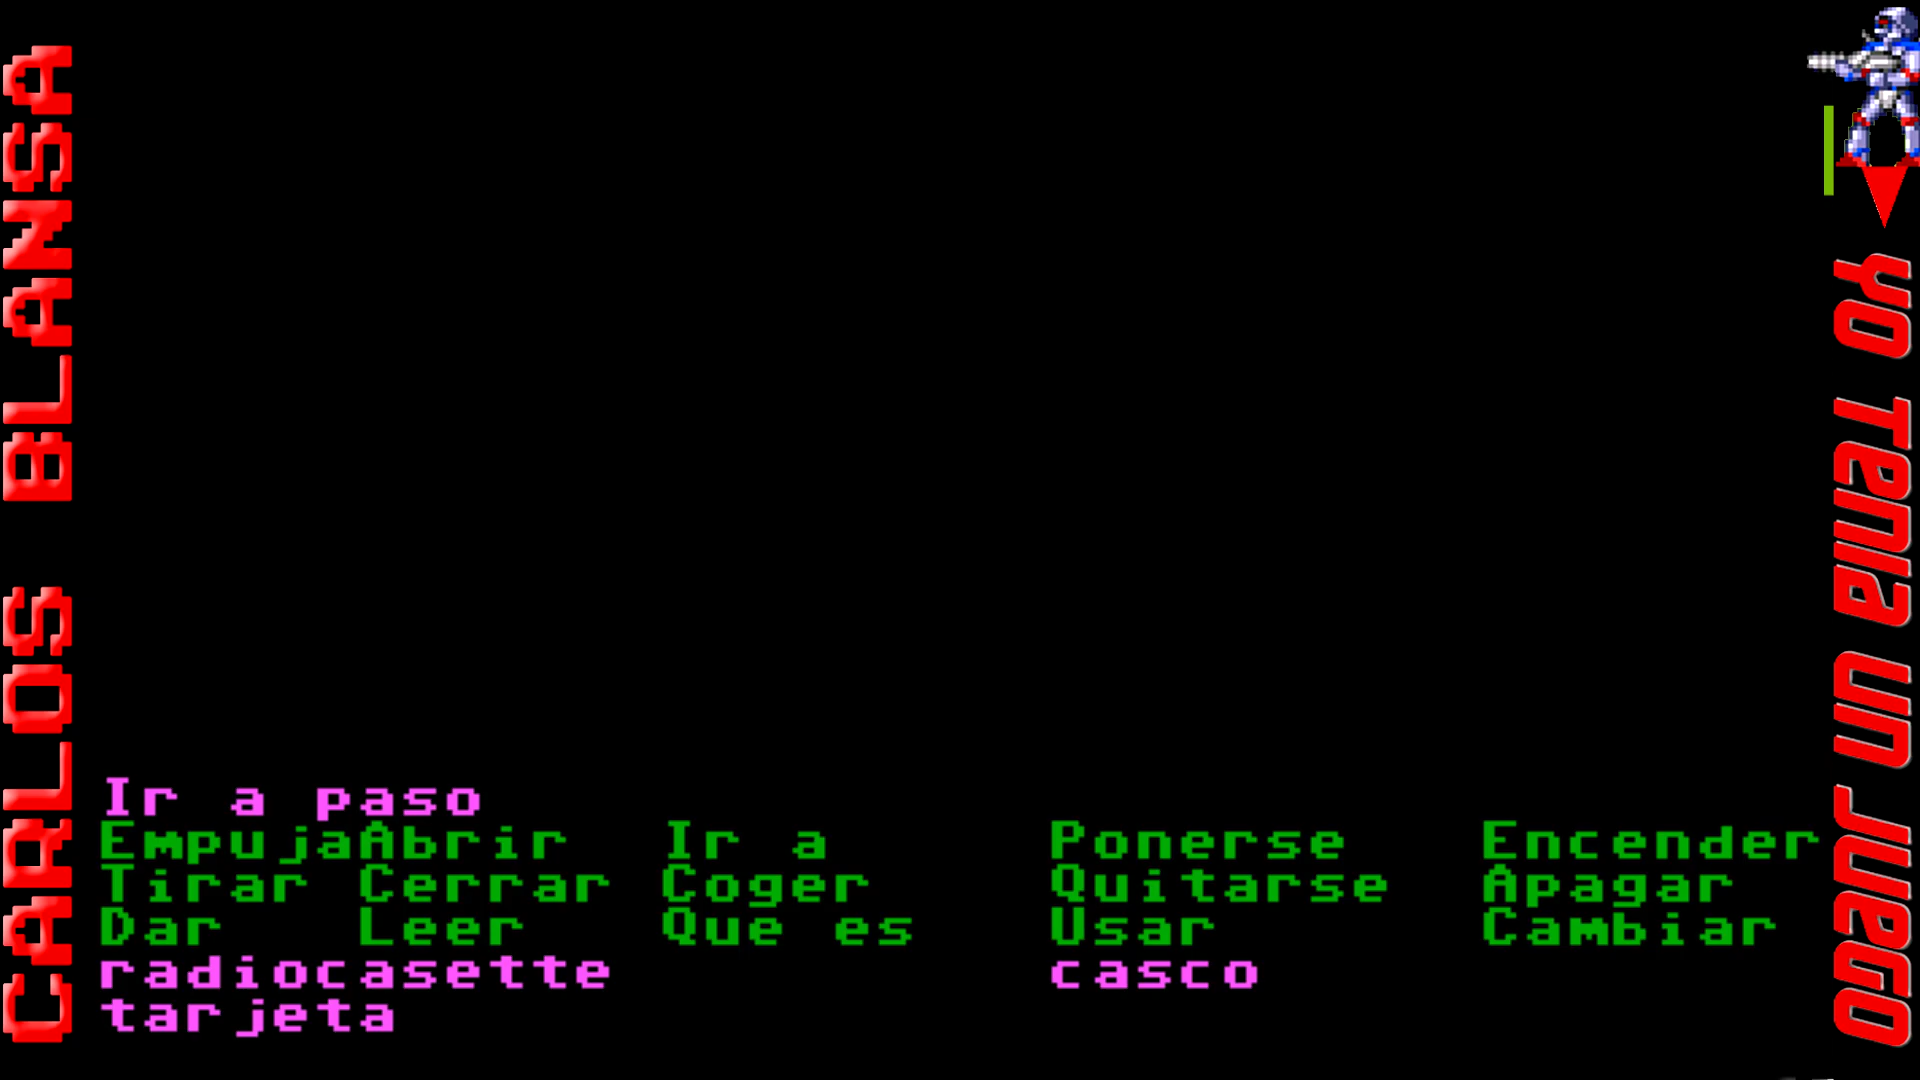 CARLOS BLANSA
Ir a paso
EmpujaAbrir Ir a Ponerse Encender
Tirar Cerrar Coger Quitarse Apagar
Dar Leer Que es Usar Cambiar
radiocasette casco
tarjeta
YO Tenia un JueGO